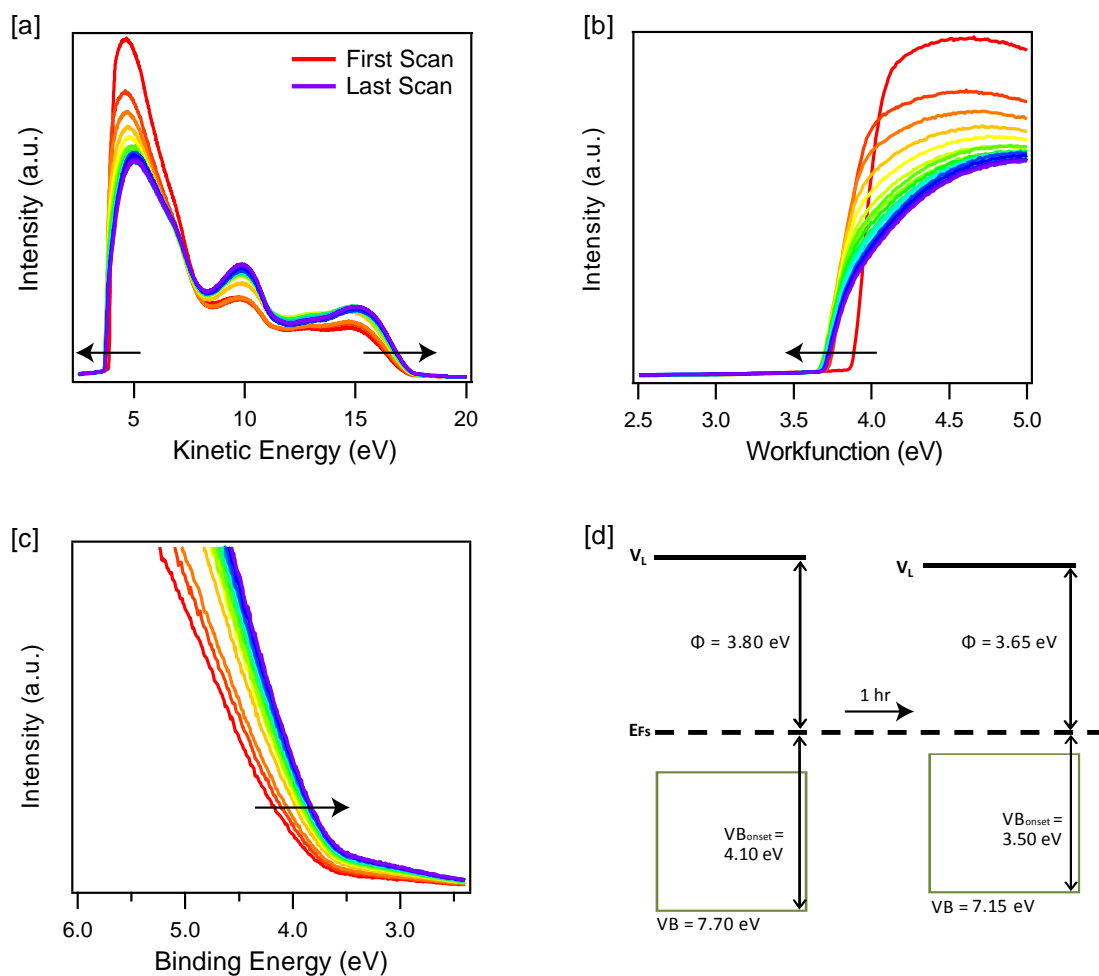 [a]
Intensity (a.u.)
First Scan
Last Scan
5
10
15
20
Kinetic Energy (eV)
[b]
Intensity (a.u.)
2.5
3.0
3.5
4.0
4.5
5.0
Workfunction (eV)
[c]
Intensity (a.u.)
6.0
5.0
4.0
3.0
Binding Energy (eV)
[d]
VL
VL
Φ = 3.80 eV
Φ = 3.65 eV
1 hr
EFs
VBonset =
4.10 eV
VBonset =
3.50 eV
VB = 7.70 eV
VB = 7.15 eV